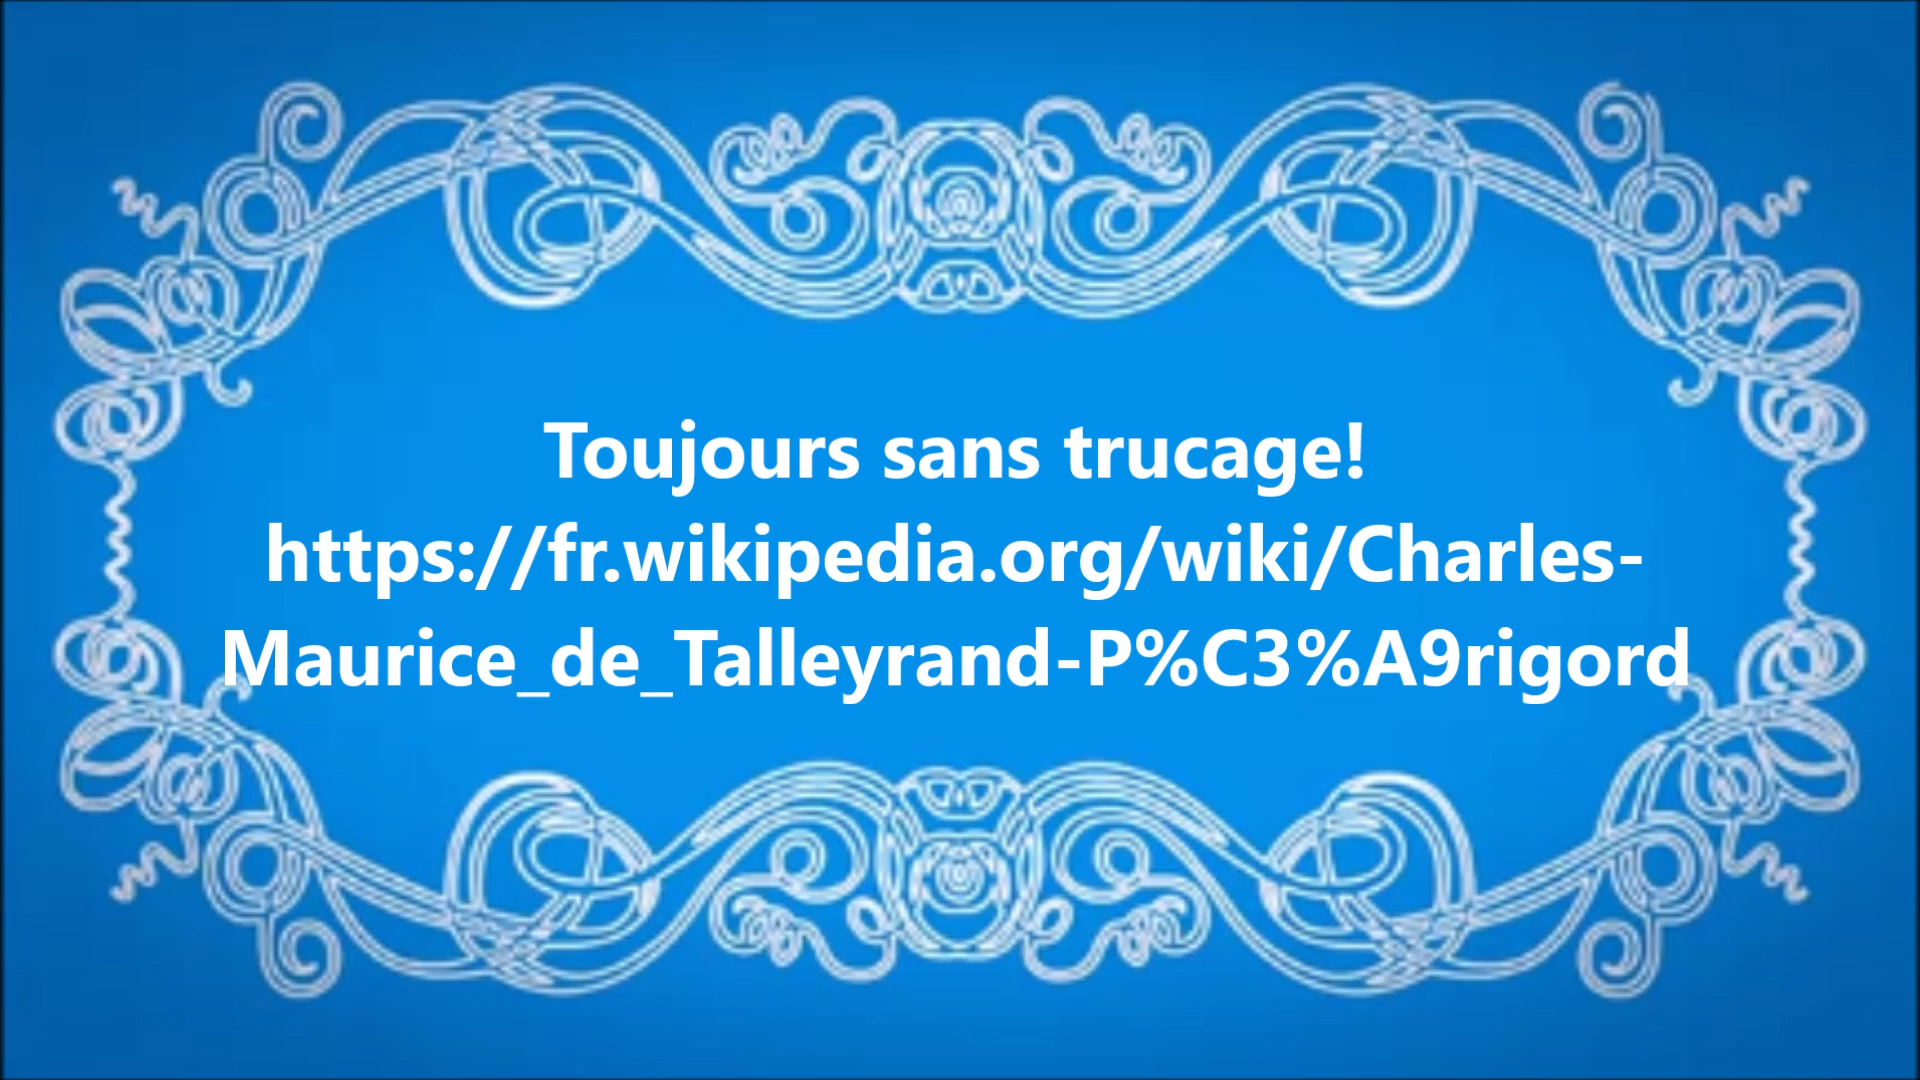 Toujours sans trucage!
https://fr.wikipedia.org/wiki/Charles-
Maurice_de_Talleyrand-P%C3%A9rigord